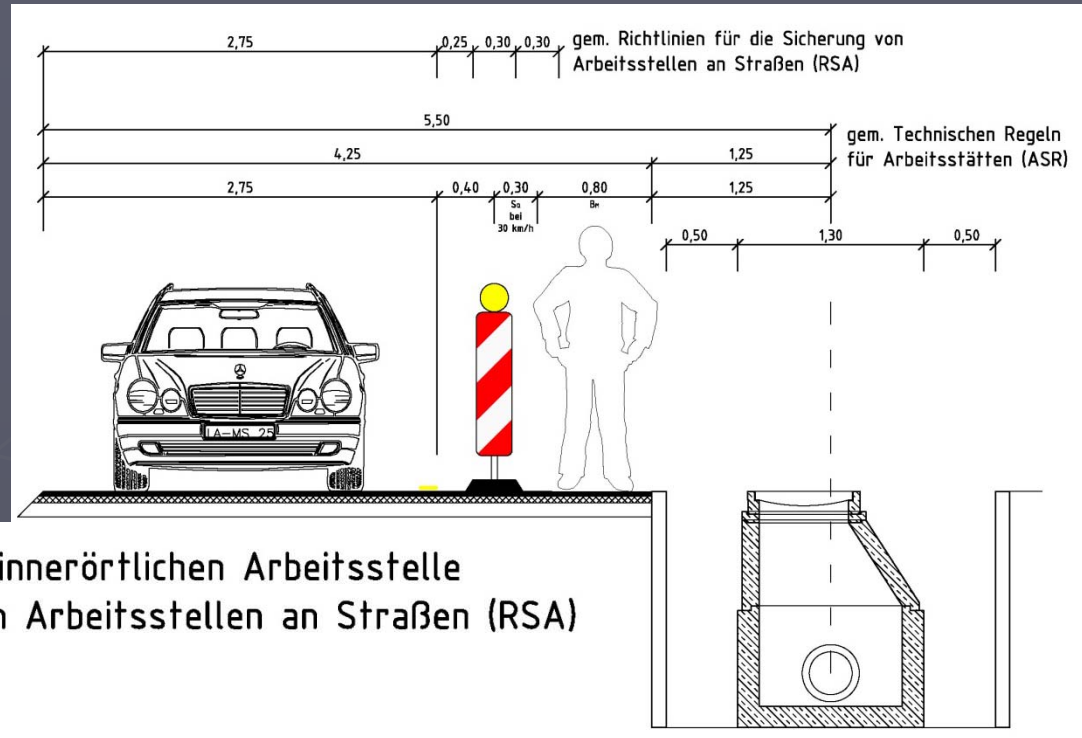 2,75 0,25 0,30 0,30
gem. Richtlinien für die Sicherung von
Arbeitsstellen an Straßen (RSA)
5,50
gem. Technischen Regeln
für Arbeitsstätten (ASR)
4,25 1,25
2,75 0,40 0,30 0,80 1,25
SQ BM
bei
30 km/h
0,50 1,30 0,50
LA-MS 25
innerörtlichen Arbeitsstelle
Arbeitsstellen an Straßen (RSA)